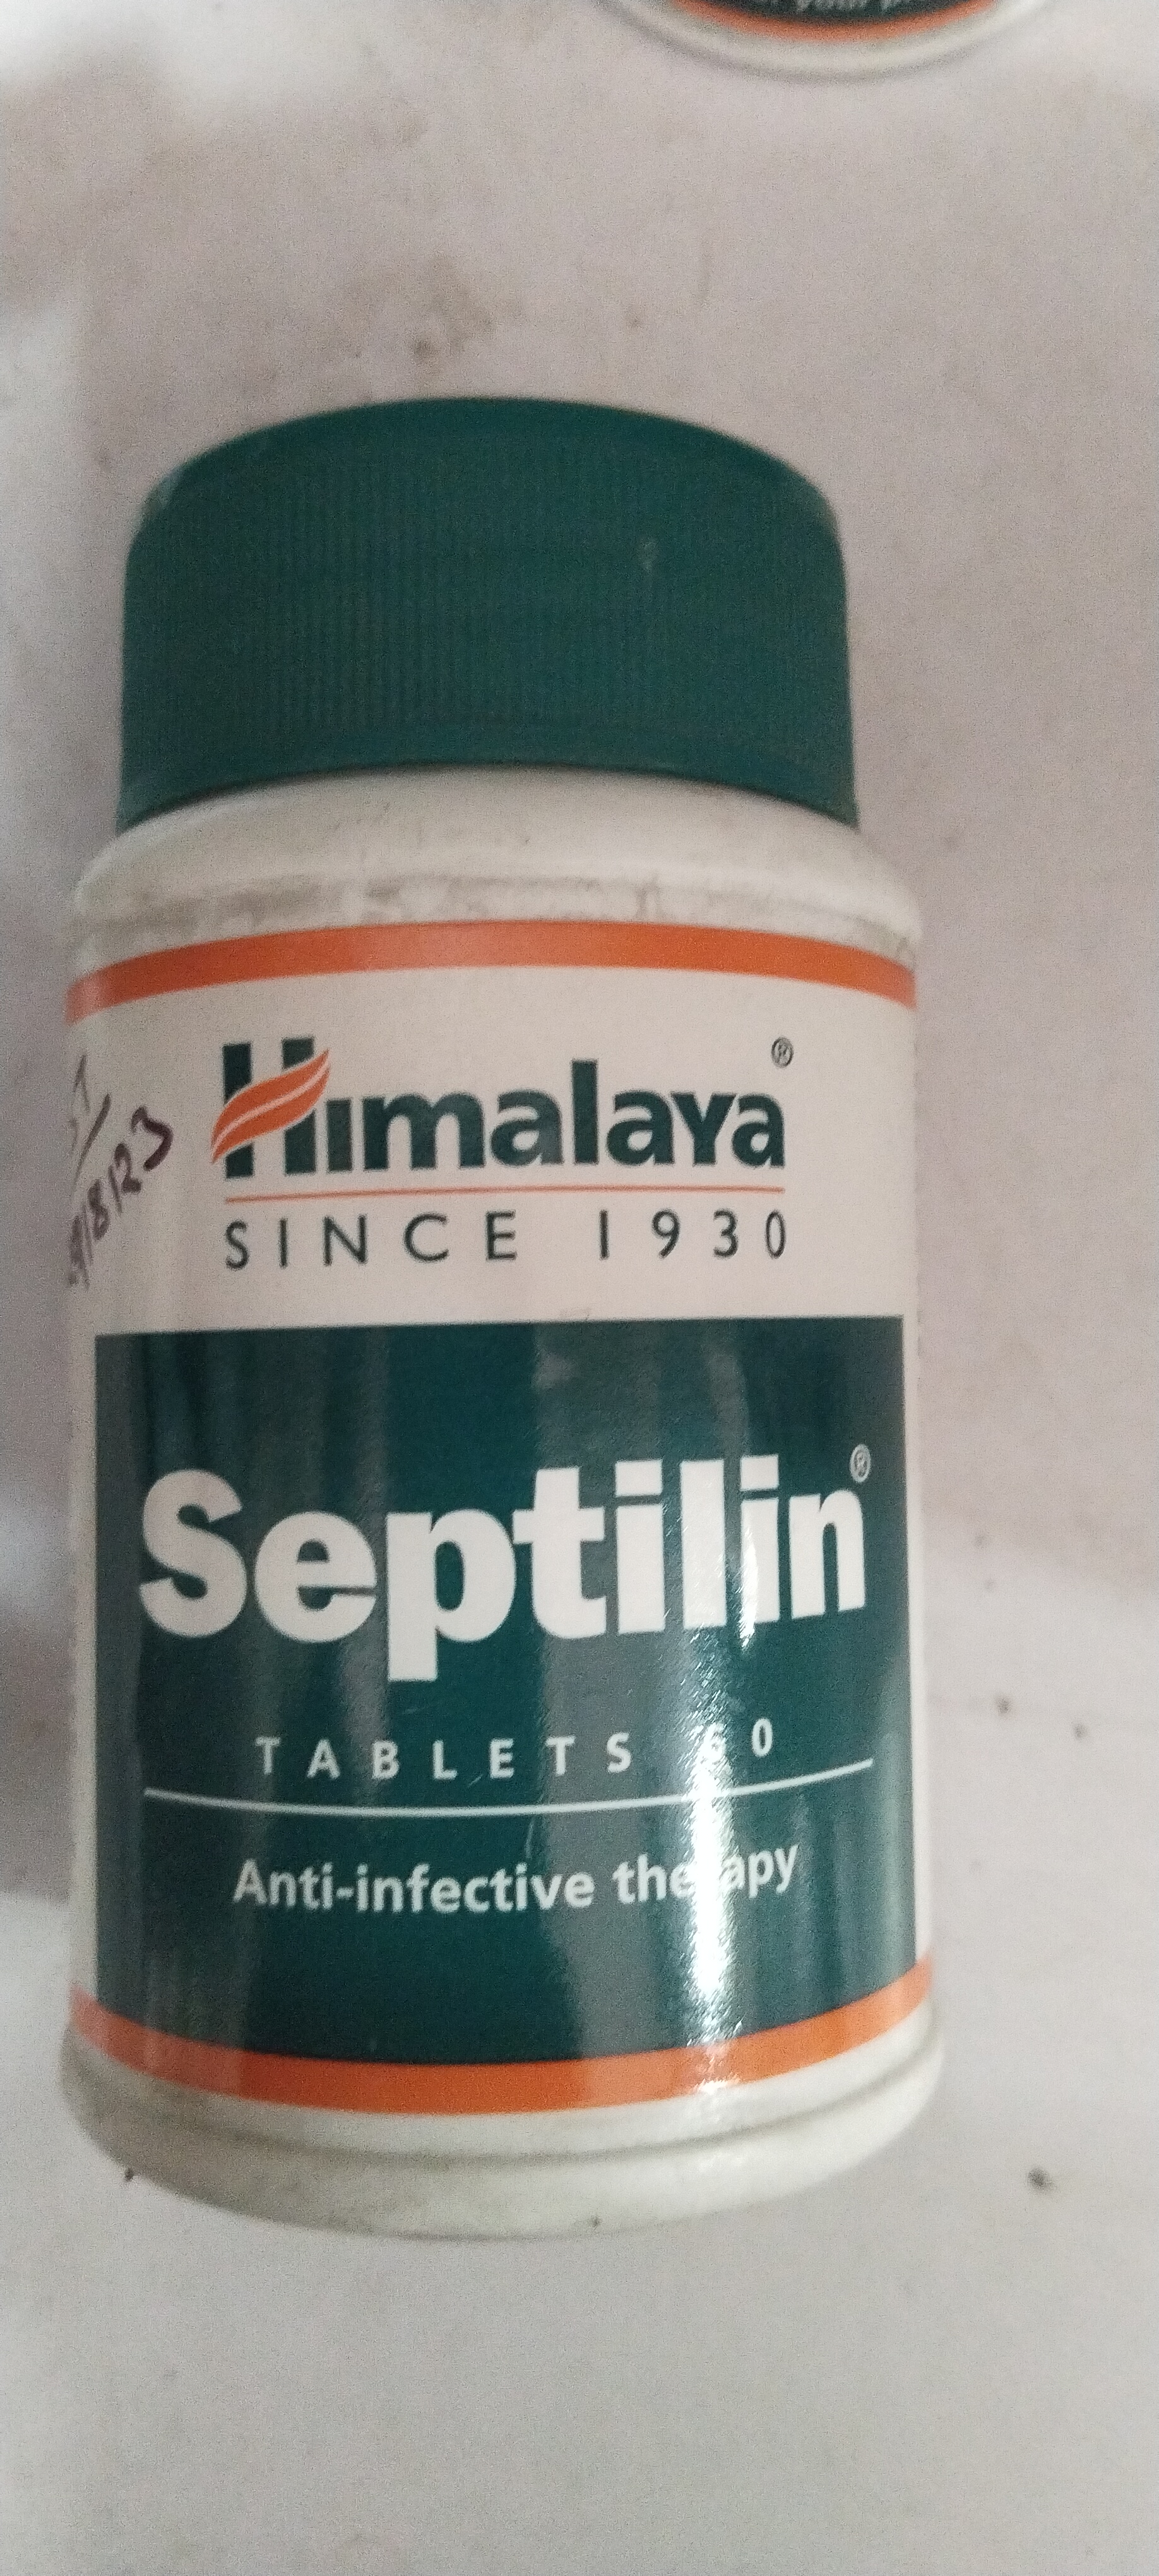 Himalaya®
SINCE 1930
Septilin®
TABLETS 60
Anti-infective therapy